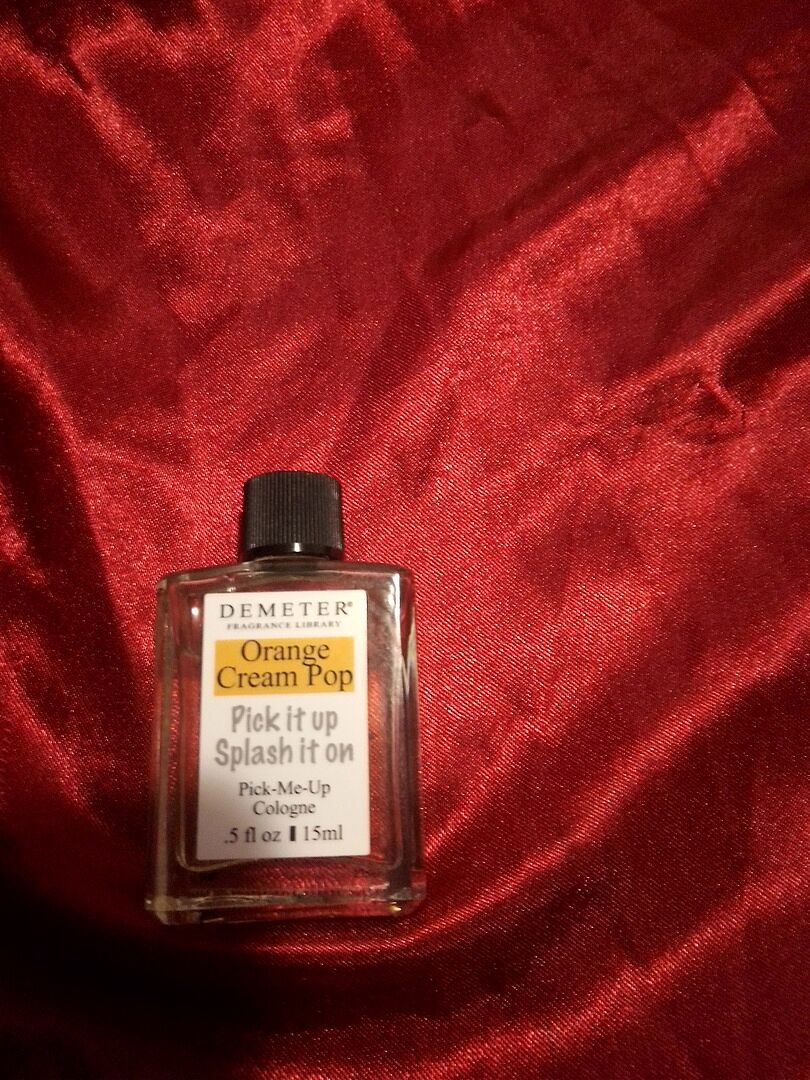 DEMETER®
FRAGRANCE LIBRARY
Orange
Cream Pop
Pick it up
Splash it on
Pick-Me-Up
Cologne
.5 fl oz ▌15ml